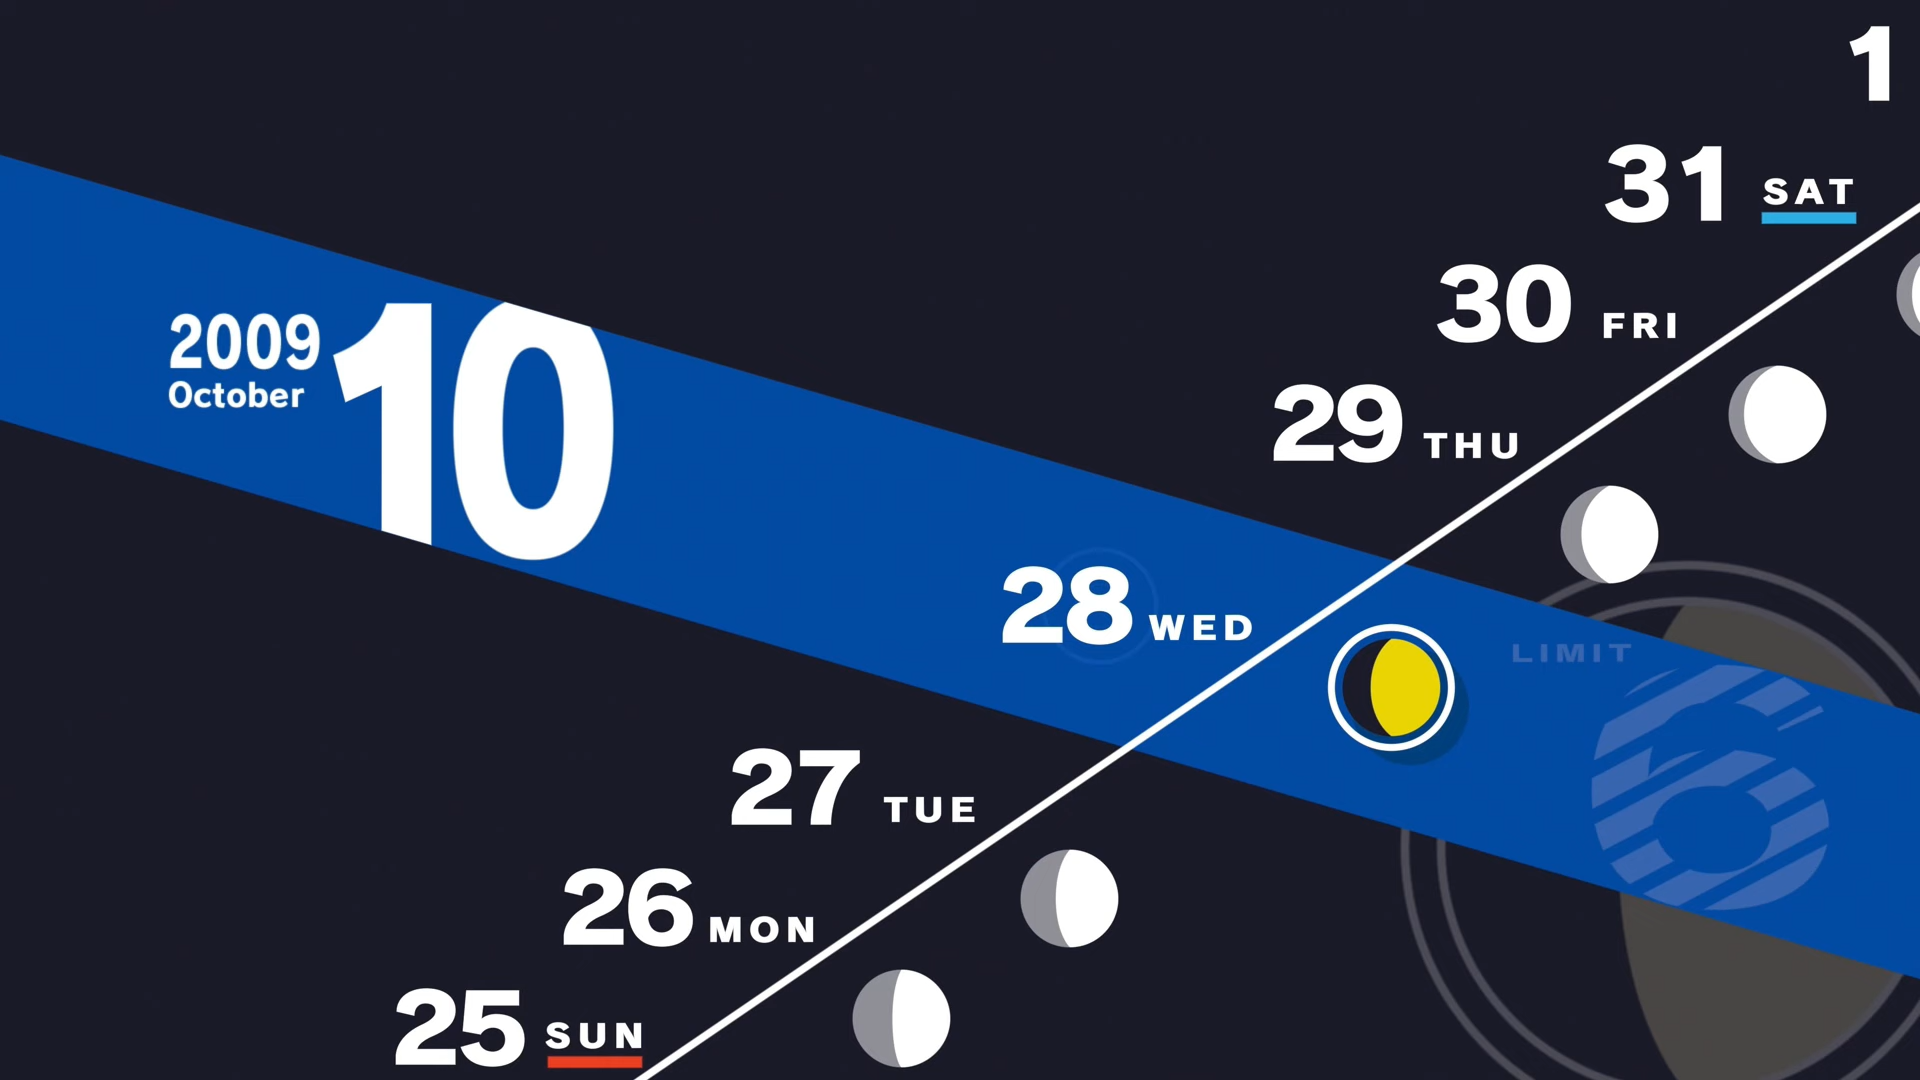 2009
October
10
1
31 SAT
30 FRI
29 THU
28 WED
27 TUE
26 MON
25 SUN
LIMIT
6